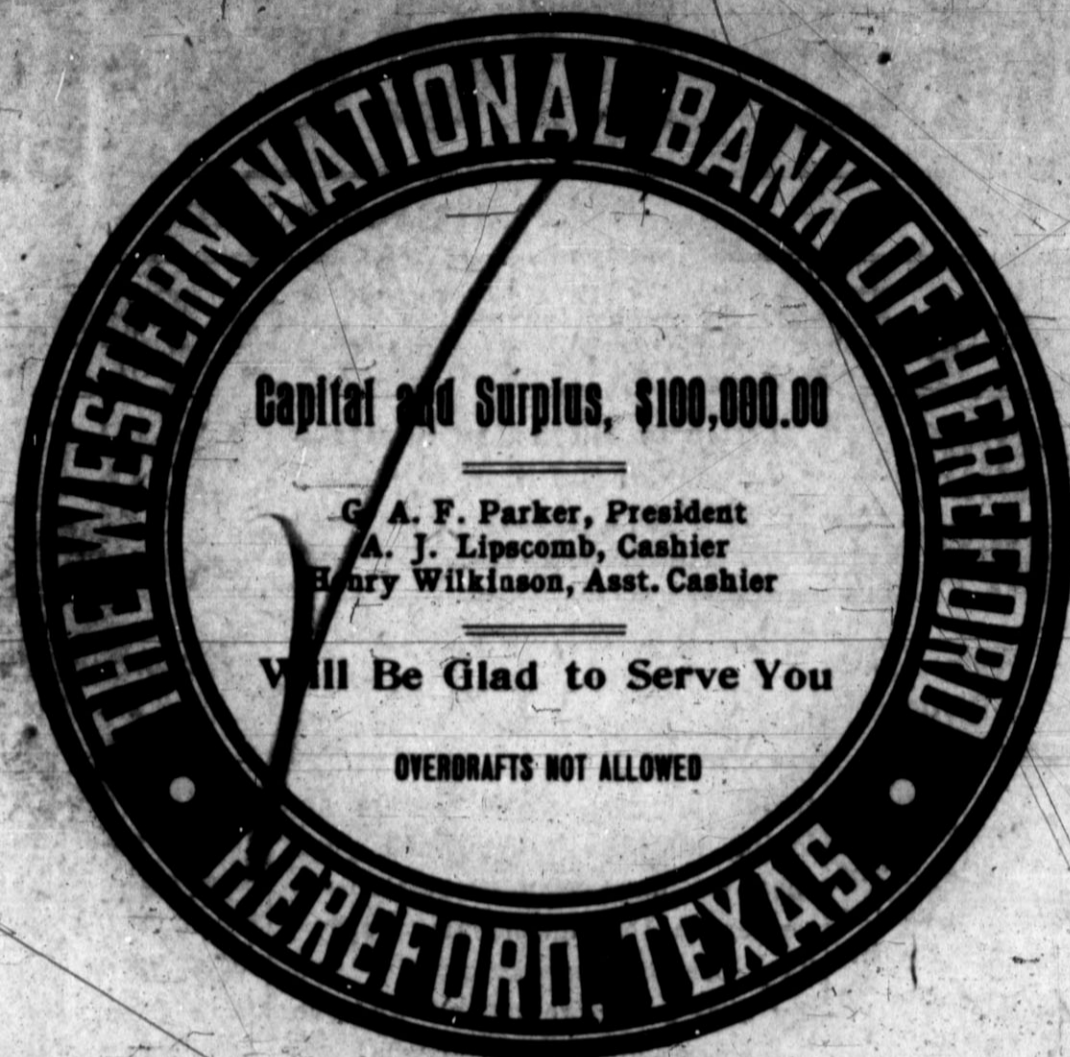 THE WESTERN NATIONAL BANK OF HEREFORD
Capital and Surplus, $100,000.00
G. A. F. Parker, President
A. J. Lipscomb, Cashier
Henry Wilkinson, Asst. Cashier
Will Be Glad to Serve You
OVERDRAFTS NOT ALLOWED
HEREFORD, TEXAS.